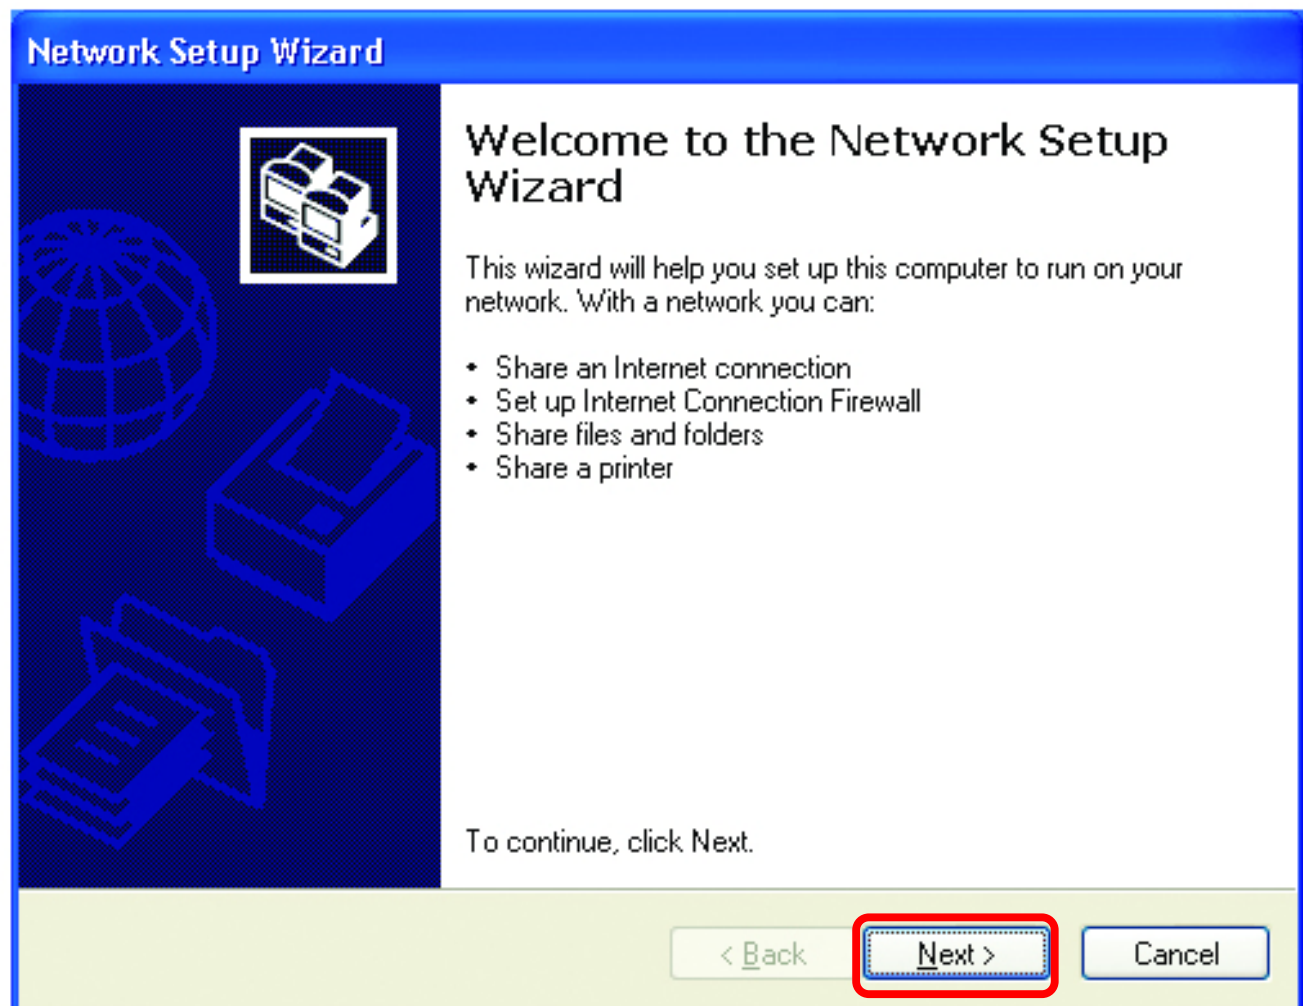 Network Setup Wizard
Welcome to the Network Setup
Wizard
This wizard will help you set up this computer to run on your
network. With a network you can:
• Share an Internet connection
• Set up Internet Connection Firewall
• Share files and folders
• Share a printer
To continue, click Next.
< Back
Next >
Cancel